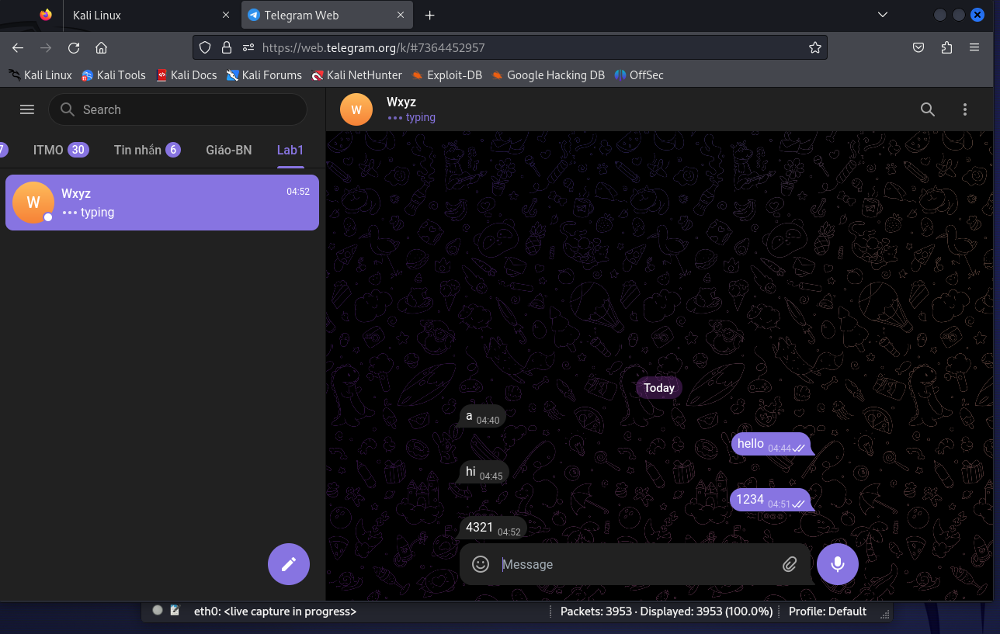 Kali Linux
Telegram Web
https://web.telegram.org/k/#7364452957
Kali Linux Kali Tools Kali Docs Kali Forums Kali NetHunter Exploit-DB Google Hacking DB OffSec
Search
7 ITMO 30 Tin nhắn 6 Giáo-BN Lab1
W
Wxyz
04:52
typing
W
Wxyz
typing
Today
a 04:40
hello 04:44
hi 04:45
1234 04:51
4321 04:52
Message
eth0: <live capture in progress>
Packets: 3953 · Displayed: 3953 (100.0%)
Profile: Default